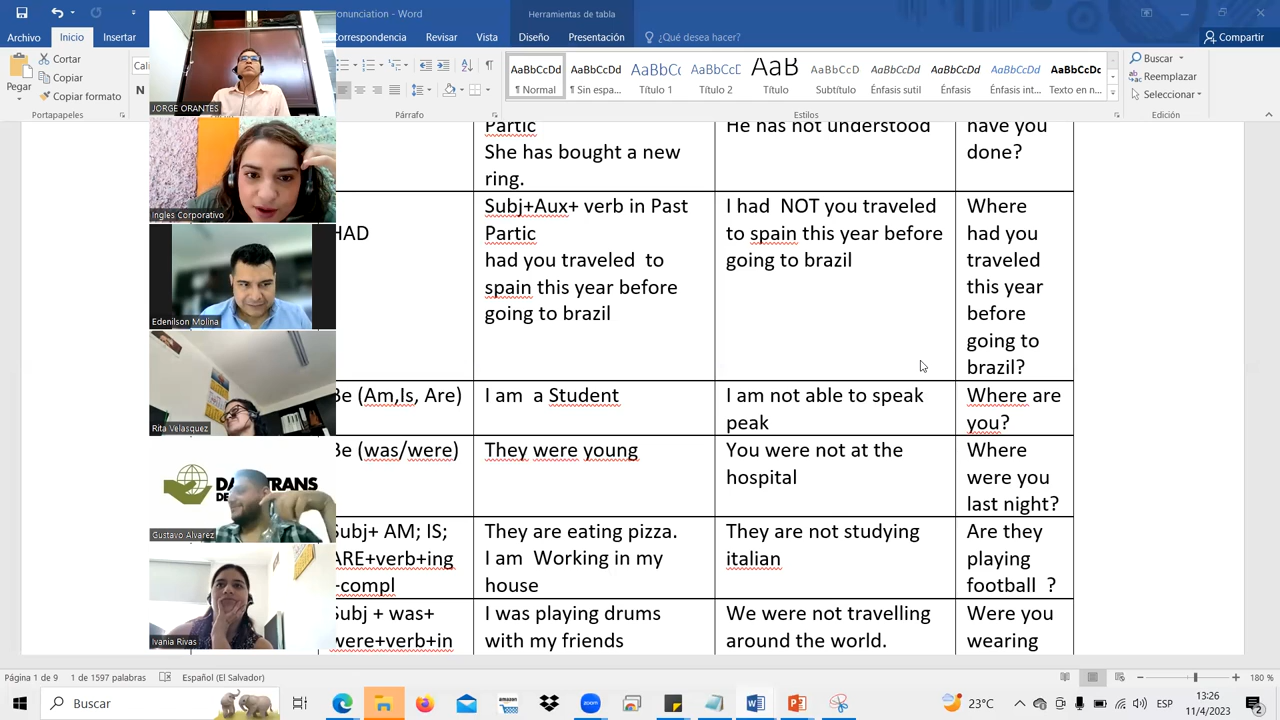 Herramientas de tabla
Archivo Inicio Insertar
Diseño Presentación ¿Qué desea hacer? Compartir
Pegar
Cortar
Copiar
Copiar formato
Portapapeles
Párrafo
AaBbCcDd AaBbCcDd AaBbCc AaBbCcD AaB AaBbCcD AaBbCcDd AaBbCcDd AaBbCcDd AaBbCcDc
¶ Normal ¶ Sin espa... Título 1 Título 2 Título Subtítulo Énfasis sutil Énfasis Énfasis int... Texto en n...
Estilos
Buscar
Reemplazar
Seleccionar
Edición
JORGE ORANTES
Ingles Corporativo
Edenilson Molina
Rita Velasquez
Gustavo Alvarez
Ivania Rivas
Partic
She has bought a new
ring.
He has not understood
have you
done?
HAD
Subj+Aux+ verb in Past
Partic
had you traveled to
spain this year before
going to brazil
I had NOT you traveled
to spain this year before
going to brazil
Where
had you
traveled
this year
before
going to
brazil?
Be (Am,Is, Are)
I am a Student
I am not able to speak
peak
Where are
you?
Be (was/were)
They were young
You were not at the
hospital
Where
were you
last night?
Subj+ AM; IS;
ARE+verb+ing
+compl
They are eating pizza.
I am Working in my
house
They are not studying
italian
Are they
playing
football ?
Subj + was+
were+verb+in
I was playing drums
with my friends
We were not travelling
around the world.
Were you
wearing
Página 1 de 9 1 de 1597 palabras Español (El Salvador) 180 %
Buscar
amazon
zoom
23°C
ESP
13:26
11/4/2023
2